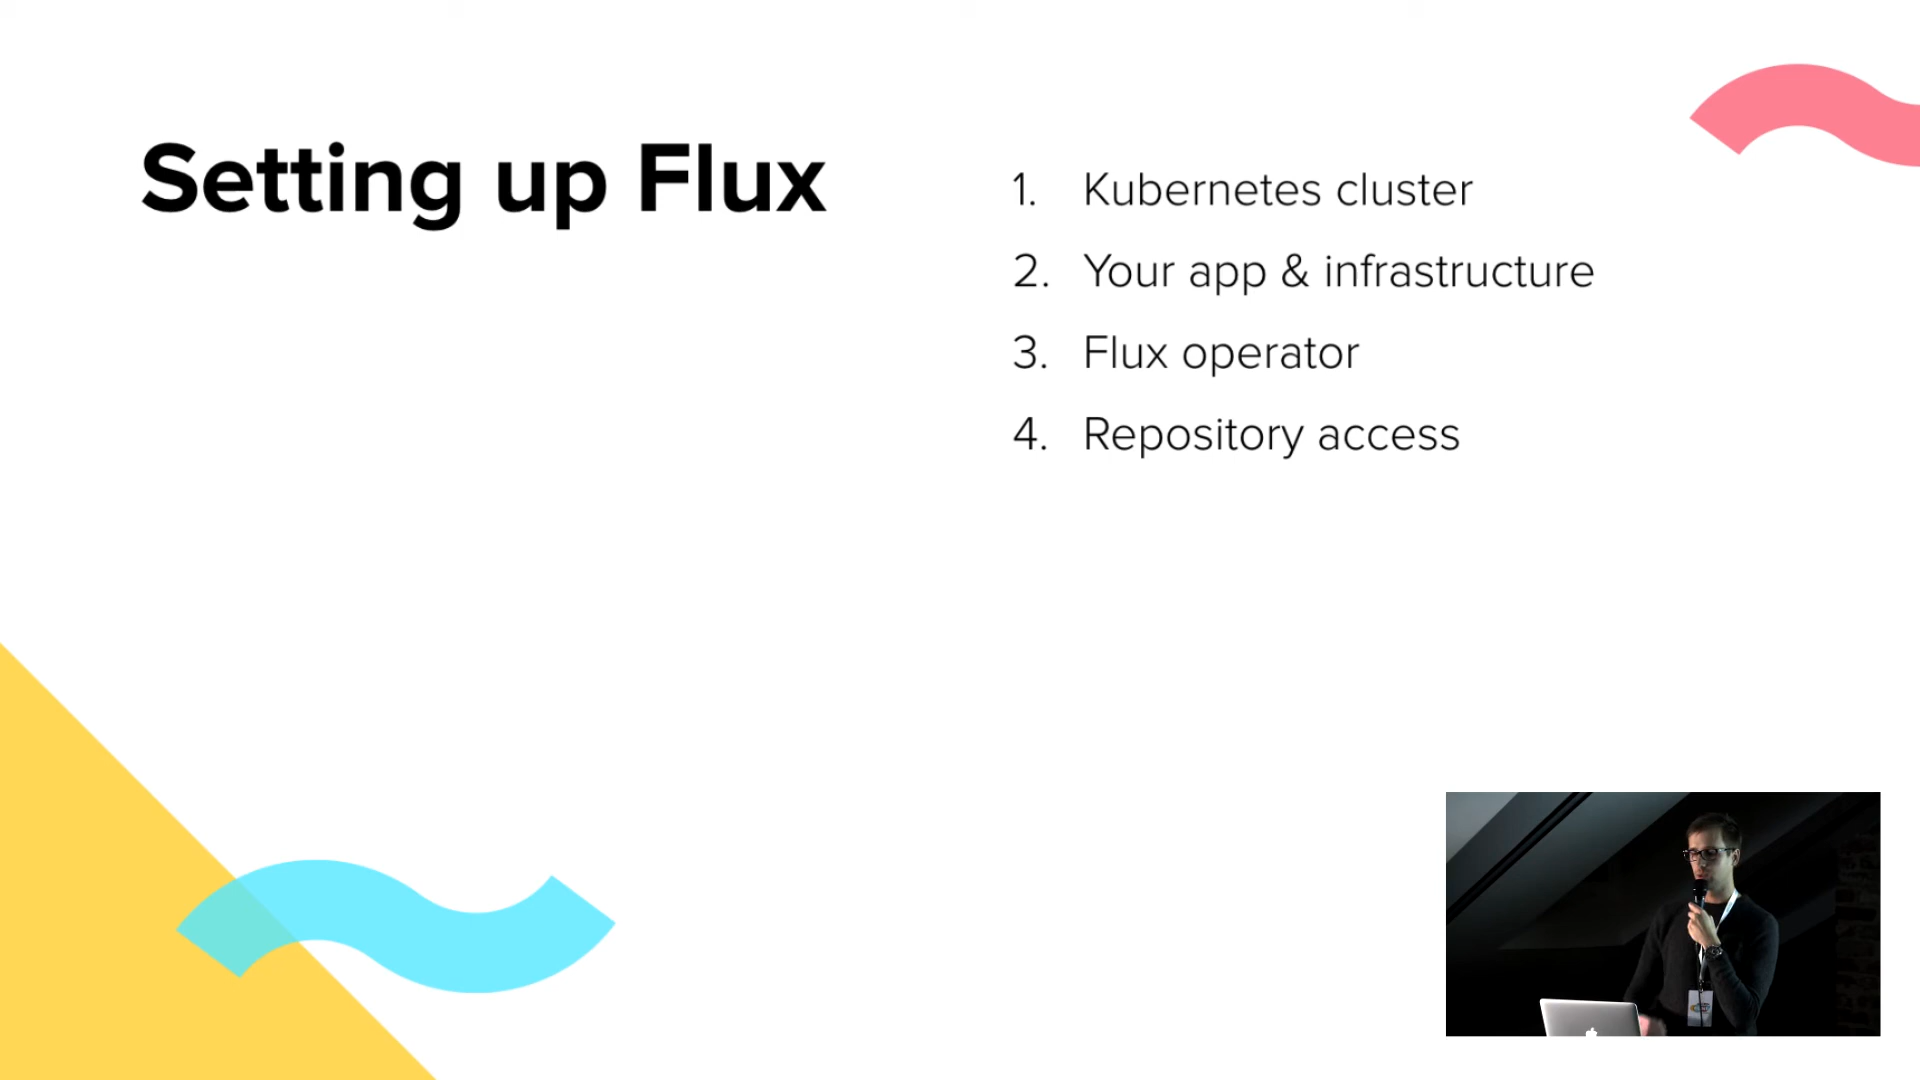 Setting up Flux
1. Kubernetes cluster
2. Your app & infrastructure
3. Flux operator
4. Repository access